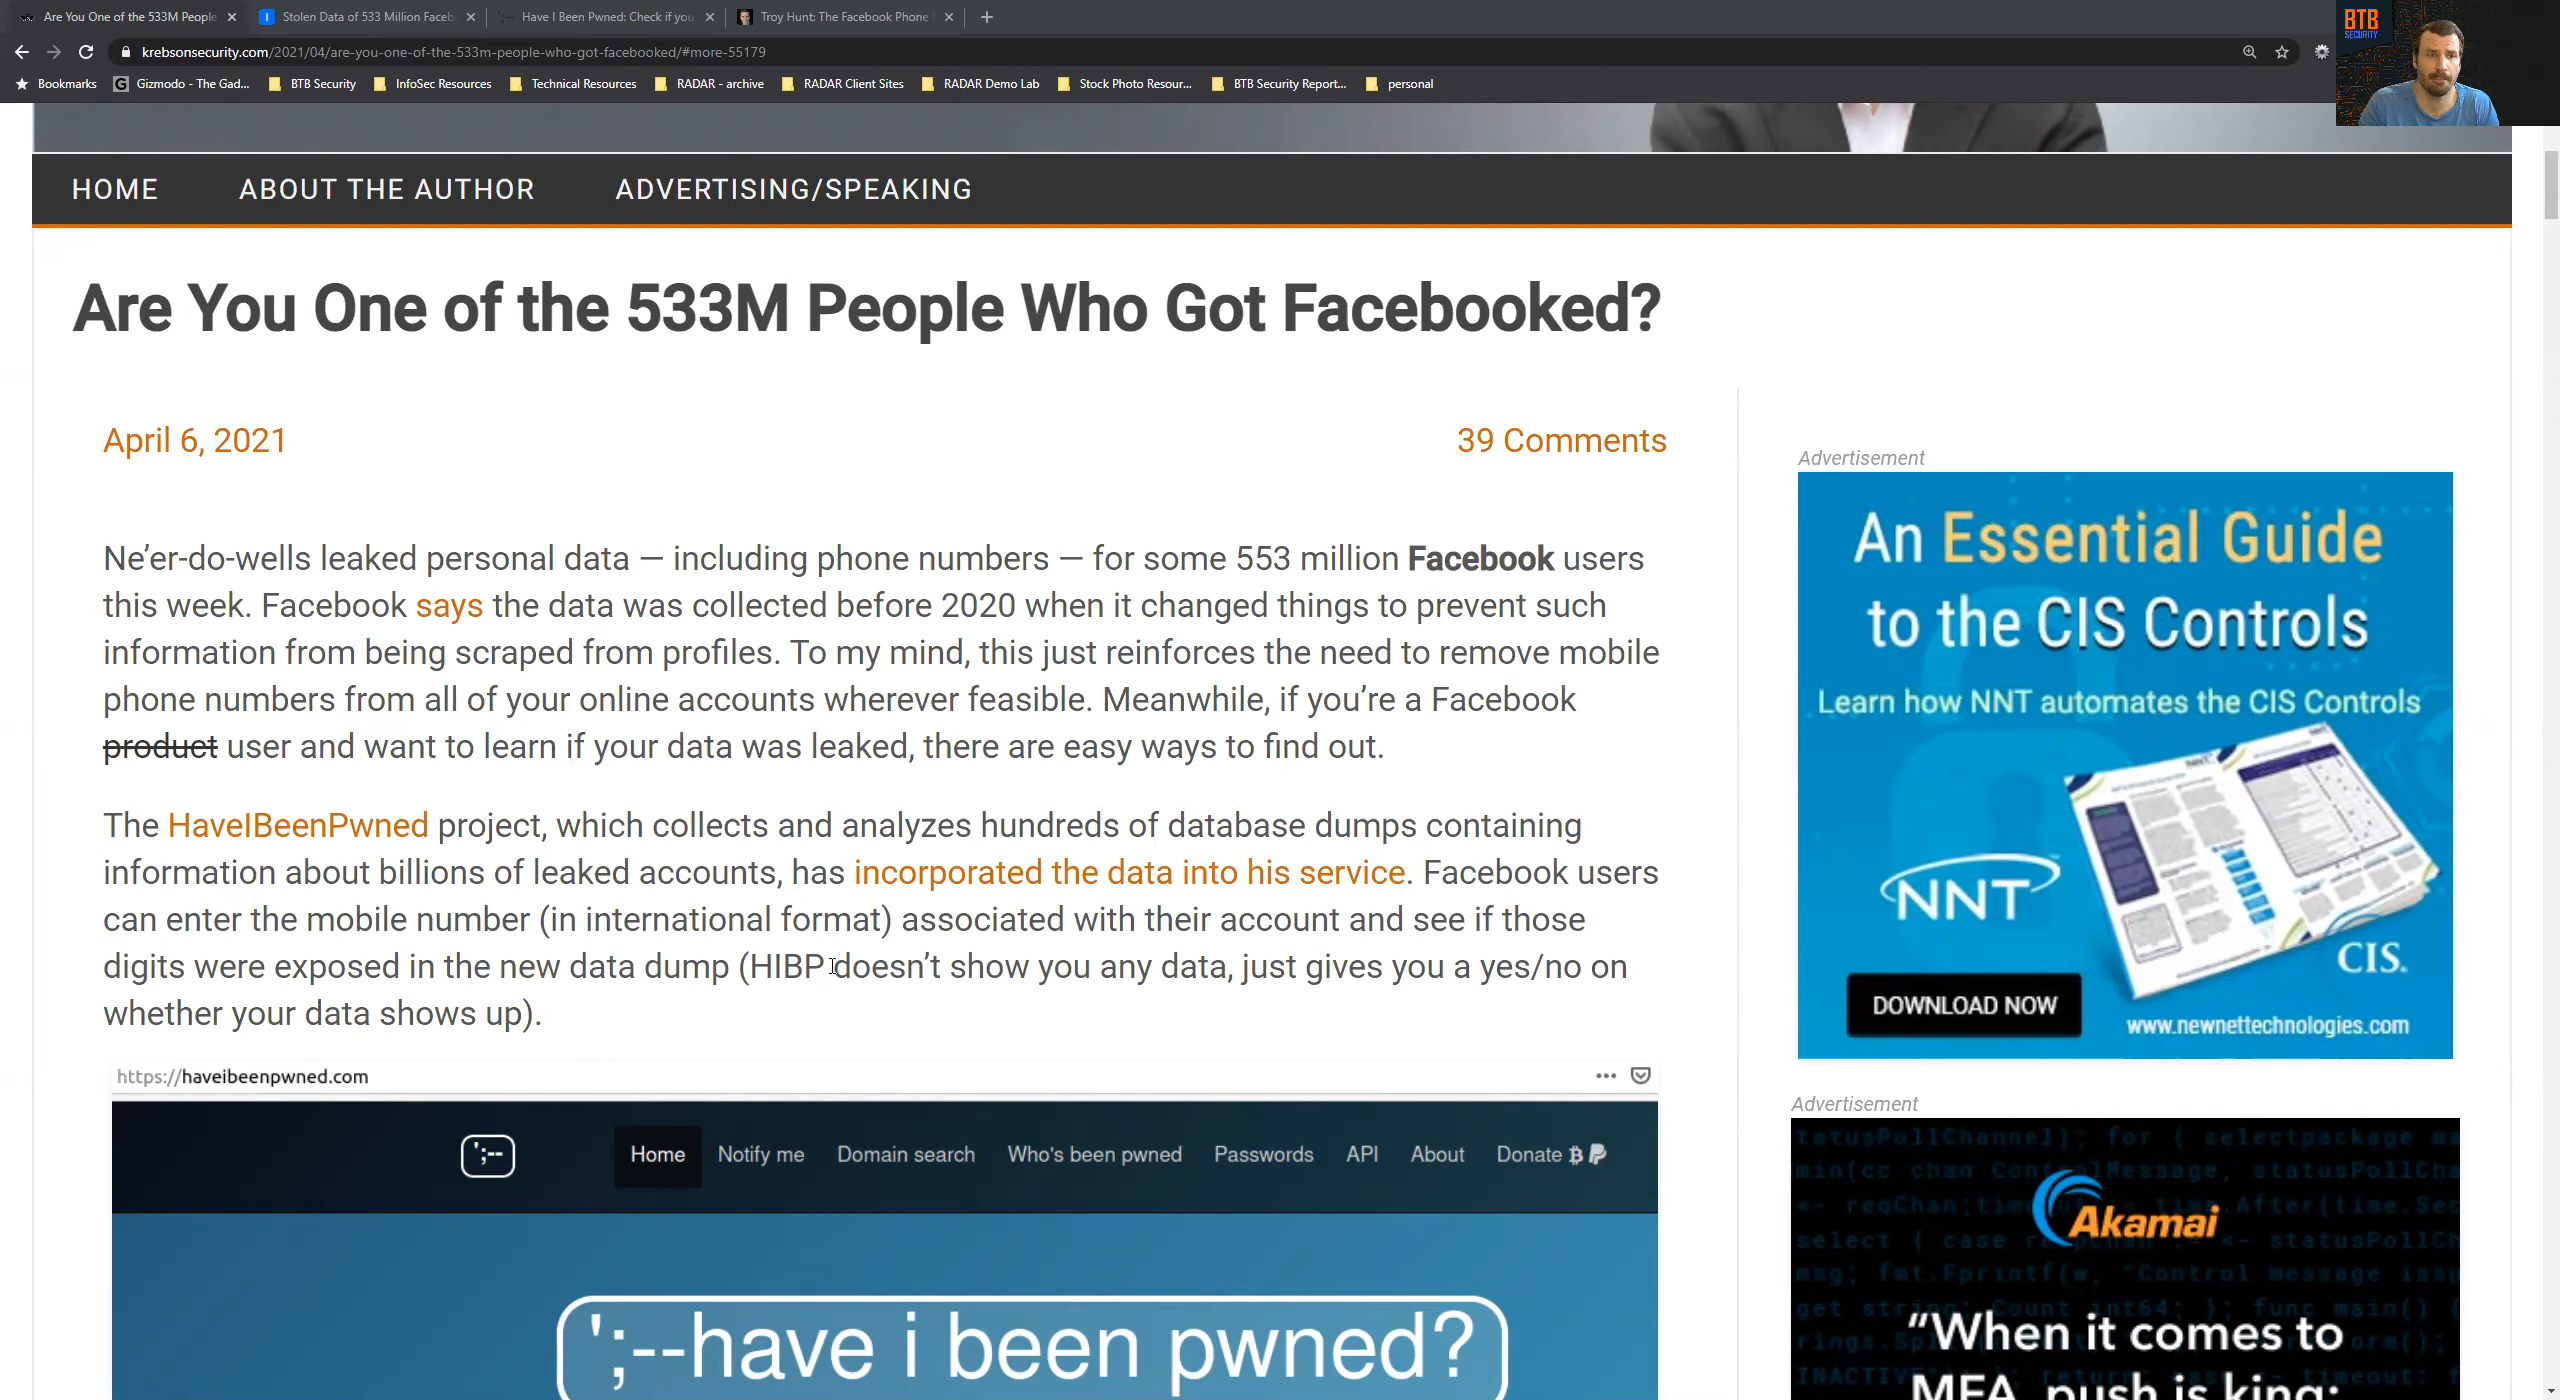 Are You One of the 533M People
Stolen Data of 533 Million Faceb
Have I Been Pwned: Check if you
Troy Hunt: The Facebook Phone
krebsonsecurity.com/2021/04/are-you-one-of-the-533m-people-who-got-facebooked/#more-55179
BTB
SECURITY
Bookmarks
Gizmodo - The Gad...
BTB Security
InfoSec Resources
Technical Resources
RADAR - archive
RADAR Client Sites
RADAR Demo Lab
Stock Photo Resour...
BTB Security Report...
personal
HOME
ABOUT THE AUTHOR
ADVERTISING/SPEAKING
Are You One of the 533M People Who Got Facebooked?
April 6, 2021
39 Comments
Ne’er-do-wells leaked personal data — including phone numbers — for some 553 million Facebook users
this week. Facebook says the data was collected before 2020 when it changed things to prevent such
information from being scraped from profiles. To my mind, this just reinforces the need to remove mobile
phone numbers from all of your online accounts wherever feasible. Meanwhile, if you’re a Facebook
product user and want to learn if your data was leaked, there are easy ways to find out.
The HaveIBeenPwned project, which collects and analyzes hundreds of database dumps containing
information about billions of leaked accounts, has incorporated the data into his service. Facebook users
can enter the mobile number (in international format) associated with their account and see if those
digits were exposed in the new data dump (HIBP doesn’t show you any data, just gives you a yes/no on
whether your data shows up).
https://haveibeenpwned.com
';--
Home
Notify me
Domain search
Who's been pwned
Passwords
API
About
Donate
';--have i been pwned?
Advertisement
An Essential Guide
to the CIS Controls
Learn how NNT automates the CIS Controls
NNT
CIS.
DOWNLOAD NOW
www.newnettechnologies.com
Advertisement
Akamai
“When it comes to
MFA, push is king: